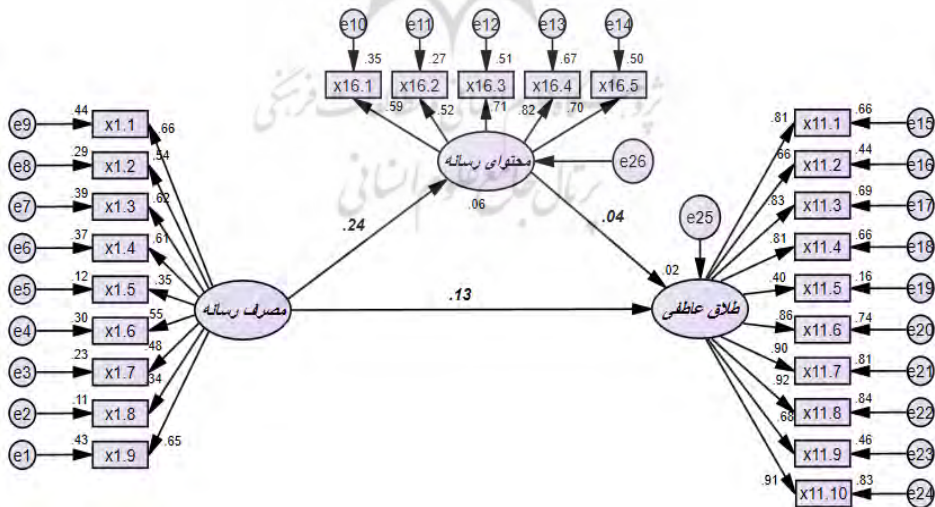 e10 e11 e12 e13 e14
.35 .27 .51 .67 .50
x16.1 x16.2 x16.3 x16.4 x16.5
.59 .52 .71 .82 .70
محتوای رسانه
e26
.06
e9 .44 x1.1 .66
e8 .29 x1.2 .54
e7 .39 x1.3 .62
e6 .37 x1.4 .61
e5 .12 x1.5 .35
e4 .30 x1.6 .55
e3 .23 x1.7 .48
e2 .11 x1.8 .34
e1 .43 x1.9 .65
مصرف رسانه
.24
.13
.04
e25
.02
طلاق عاطفی
.81 x11.1 .66 e15
.66 x11.2 .44 e16
.83 x11.3 .69 e17
.81 x11.4 .66 e18
.40 x11.5 .16 e19
.86 x11.6 .74 e20
.90 x11.7 .81 e21
.92 x11.8 .84 e22
.68 x11.9 .46 e23
.91 x11.10 .83 e24
پرتال جامع علوم انسانی